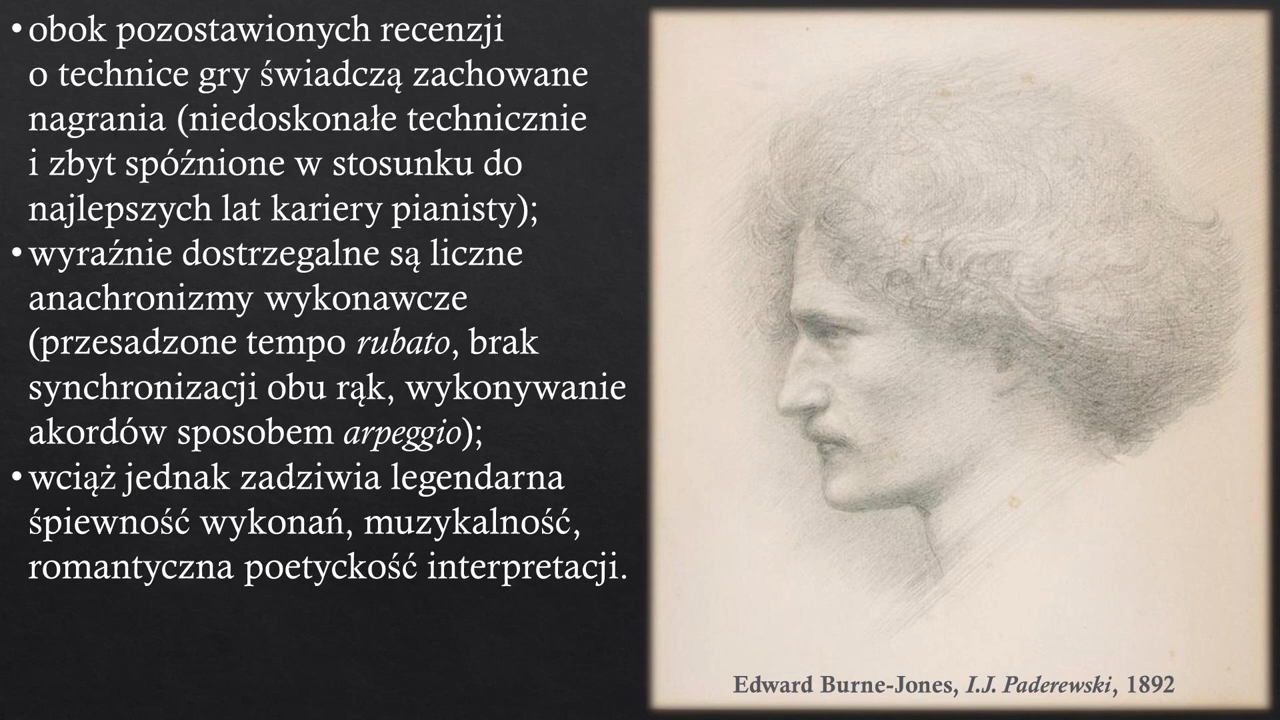 • obok pozostawionych recenzji
o technice gry świadczą zachowane
nagrania (niedoskonałe technicznie
i zbyt spóźnione w stosunku do
najlepszych lat kariery pianisty);
• wyraźnie dostrzegalne są liczne
anachronizmy wykonawcze
(przesadzone tempo rubato, brak
synchronizacji obu rąk, wykonywanie
akordów sposobem arpeggio);
• wciąż jednak zadziwia legendarna
śpiewność wykonań, muzykalność,
romantyczna poetyckość interpretacji.
Edward Burne-Jones, I.J. Paderewski, 1892